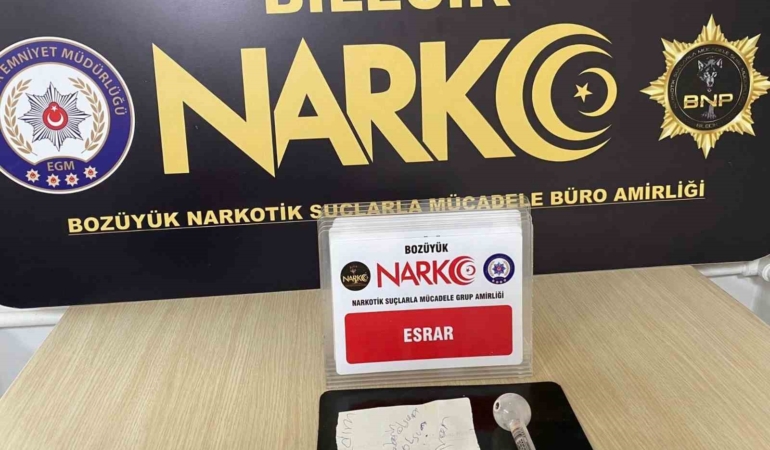 BİLECİK
EMNİYET MÜDÜRLÜĞÜ
EGM
NARKO
BNP
BOZÜYÜK NARKOTİK SUÇLARLA MÜCADELE BÜRO AMİRLİĞİ
BOZÜYÜK
NARKO
NARKO
NARKOTİK SUÇLARLA MÜCADELE GRUP AMİRLİĞİ
ESRAR